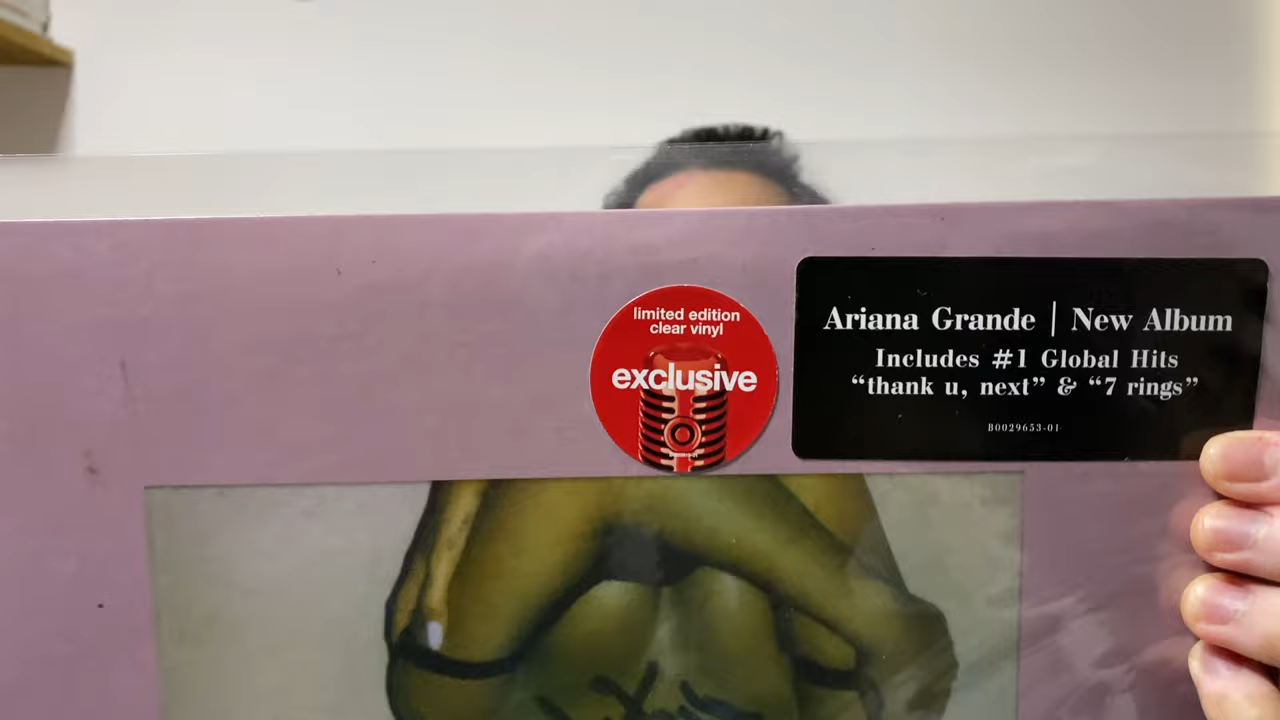 limited edition
clear vinyl
exclusive
Ariana Grande | New Album
Includes #1 Global Hits
“thank u, next” & “7 rings”
B0029653-01